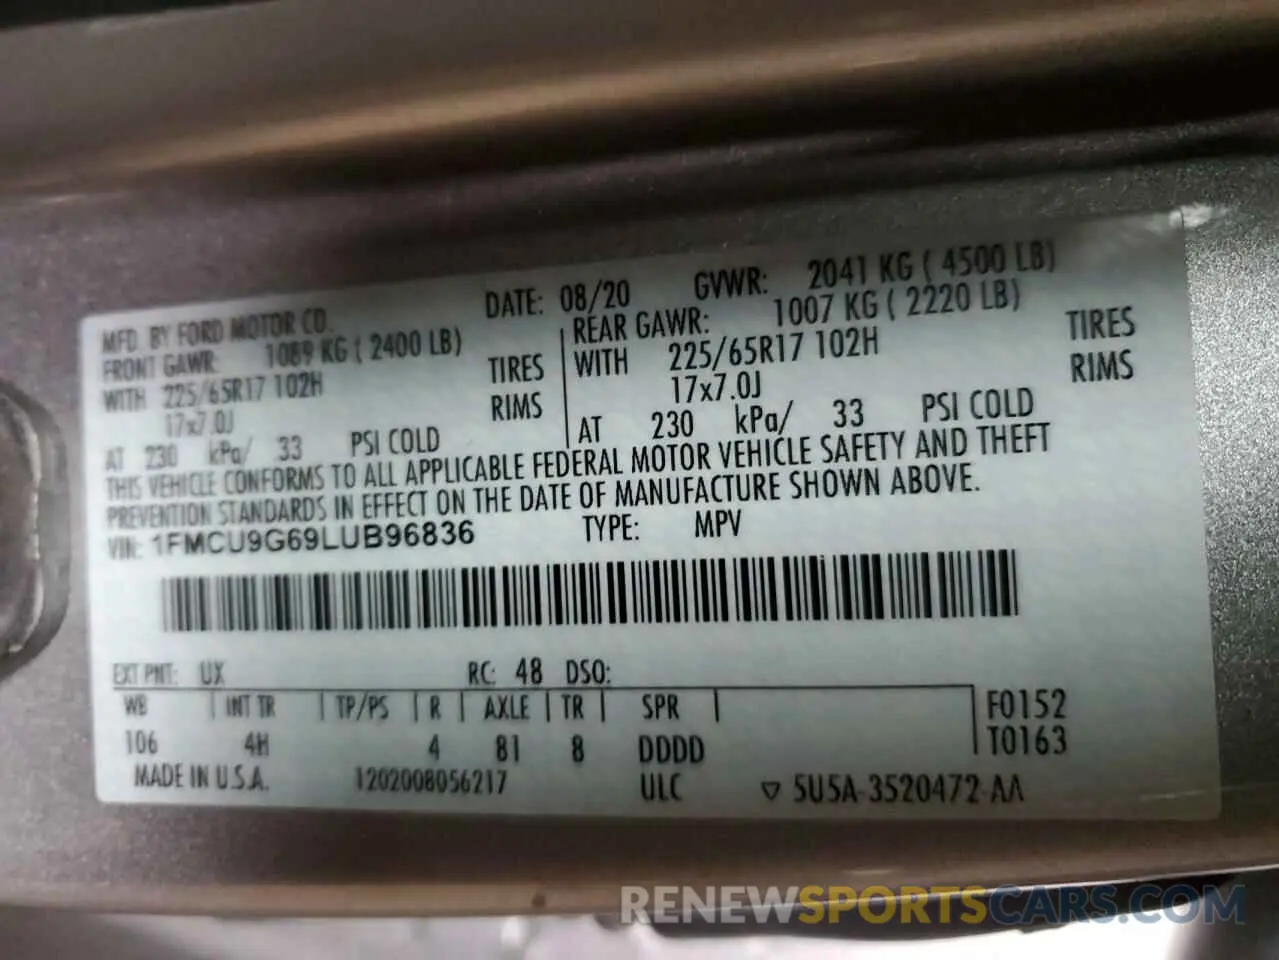 MFD. BY FORD MOTOR CO. DATE: 08/20 GVWR: 2041 KG ( 4500 LB)
FRONT GAWR: 1089 KG ( 2400 LB) REAR GAWR: 1007 KG ( 2220 LB)
WITH 225/65R17 102H TIRES WITH 225/65R17 102H TIRES
17x7.0J RIMS 17x7.0J RIMS
AT 230 kPa/ 33 PSI COLD AT 230 kPa/ 33 PSI COLD
THIS VEHICLE CONFORMS TO ALL APPLICABLE FEDERAL MOTOR VEHICLE SAFETY AND THEFT
PREVENTION STANDARDS IN EFFECT ON THE DATE OF MANUFACTURE SHOWN ABOVE.
VIN: 1FMCU9G69LUB96836 TYPE: MPV
EXT PNT: UX RC: 48 DSO:
WB | INT TR | TP/PS | R | AXLE | TR | SPR | F0152
106 4H 4 81 8 DDDD T0163
MADE IN U.S.A. 1202008056217 ULC ▽ 5U5A-3520472-AA
RENEWSPORTSCARS.COM